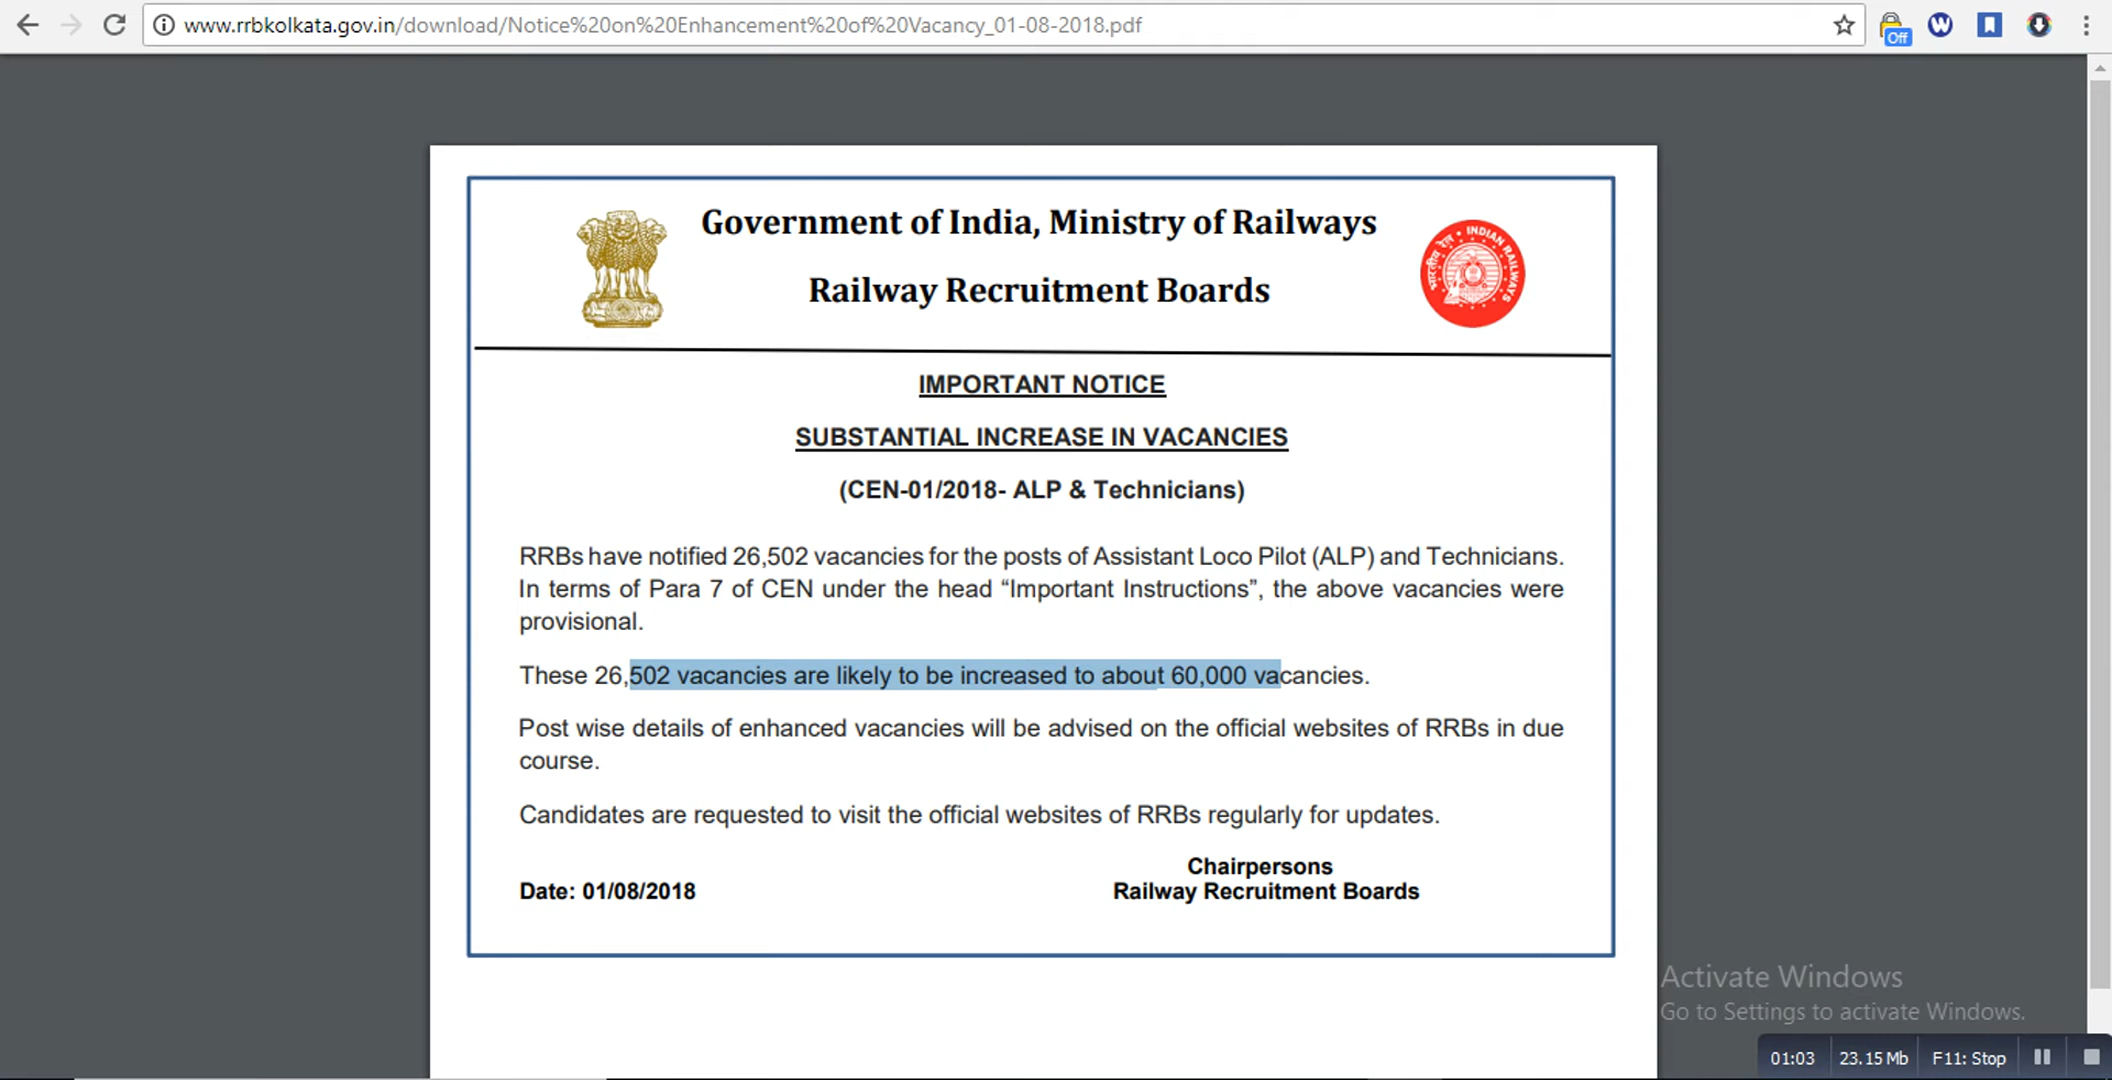 www.rrbkolkata.gov.in/download/Notice%20on%20Enhancement%20of%20Vacancy_01-08-2018.pdf
Off
W
Government of India, Ministry of Railways
Railway Recruitment Boards
भारतीय रेल • INDIAN RAILWAYS
IMPORTANT NOTICE
SUBSTANTIAL INCREASE IN VACANCIES
(CEN-01/2018- ALP & Technicians)
RRBs have notified 26,502 vacancies for the posts of Assistant Loco Pilot (ALP) and Technicians.
In terms of Para 7 of CEN under the head “Important Instructions”, the above vacancies were
provisional.
These 26,502 vacancies are likely to be increased to about 60,000 vacancies.
Post wise details of enhanced vacancies will be advised on the official websites of RRBs in due
course.
Candidates are requested to visit the official websites of RRBs regularly for updates.
Chairpersons
Date: 01/08/2018 Railway Recruitment Boards
Activate Windows
Go to Settings to activate Windows.
01:03 23.15 Mb F11: Stop